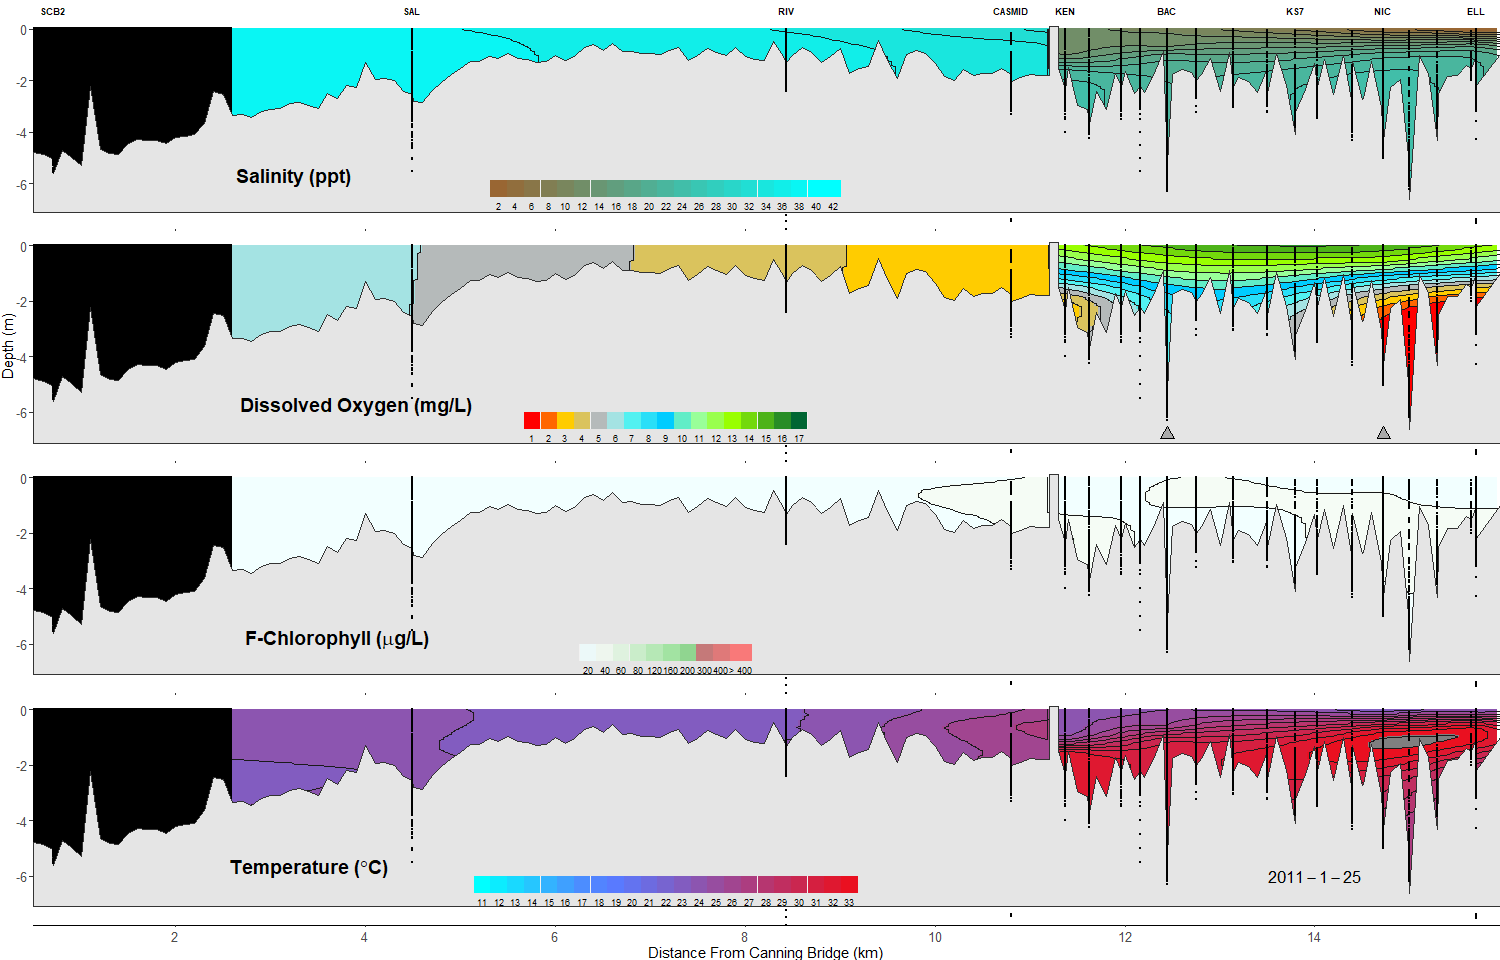 SCB2 SAL RIV CASMID KEN BAC KS7 NIC ELL
0
-2
-4
-6
Salinity (ppt)
2 4 6 8 10 12 14 16 18 20 22 24 26 28 30 32 34 36 38 40 42
0
-2
-4
-6
Dissolved Oxygen (mg/L)
1 2 3 4 5 6 7 8 9 10 11 12 13 14 15 16 17
Depth (m)
0
-2
-4
-6
F-Chlorophyll (μg/L)
20 40 60 80 120 160 200 300 400 > 400
0
-2
-4
-6
Temperature (°C)
2011 – 1 – 25
11 12 13 14 15 16 17 18 19 20 21 22 23 24 25 26 27 28 29 30 31 32 33
2 4 6 8 10 12 14
Distance From Canning Bridge (km)